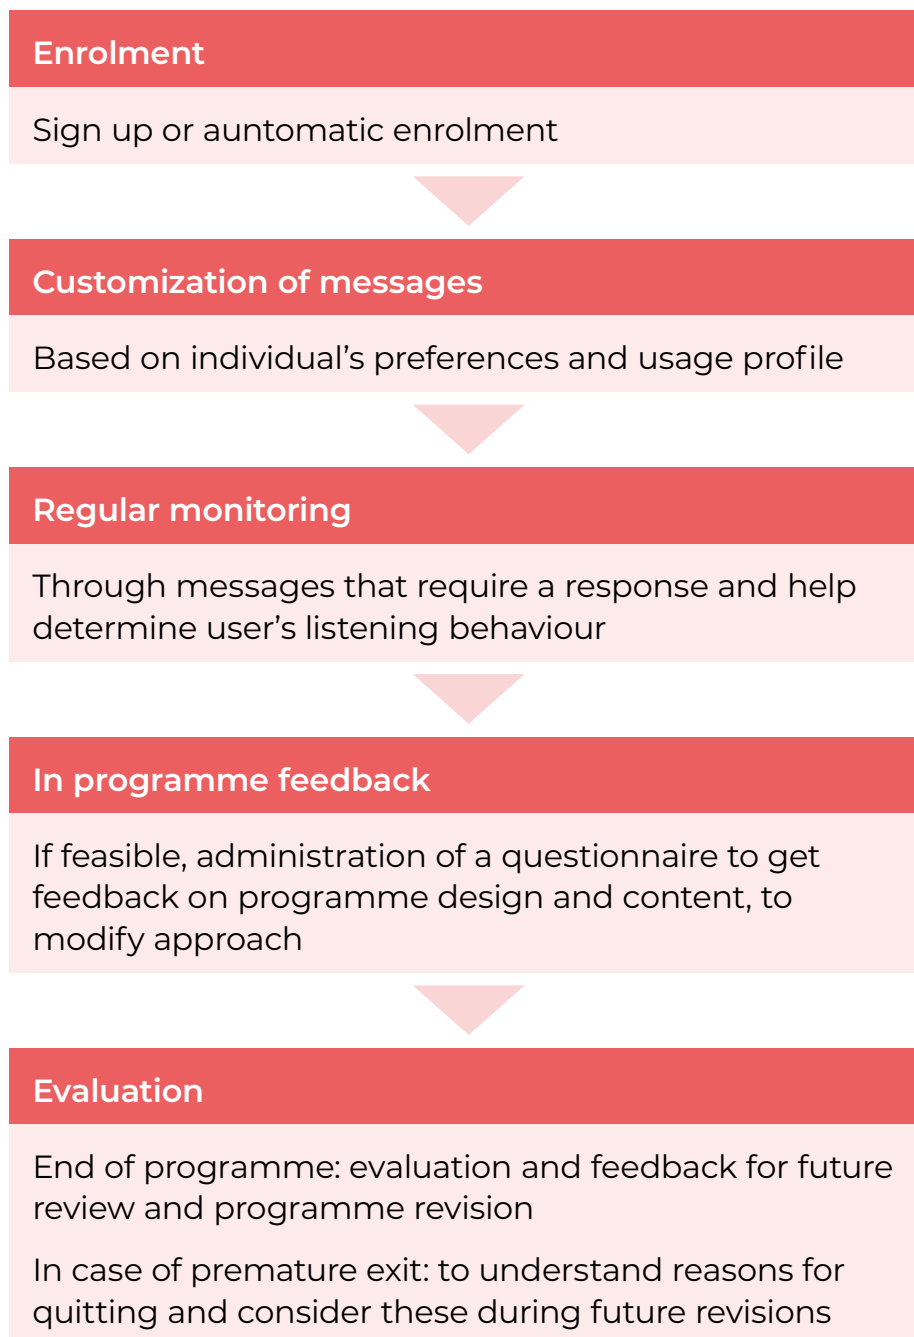 Enrolment
Sign up or auntomatic enrolment
Customization of messages
Based on individual’s preferences and usage profile
Regular monitoring
Through messages that require a response and help
determine user’s listening behaviour
In programme feedback
If feasible, administration of a questionnaire to get
feedback on programme design and content, to
modify approach
Evaluation
End of programme: evaluation and feedback for future
review and programme revision
In case of premature exit: to understand reasons for
quitting and consider these during future revisions